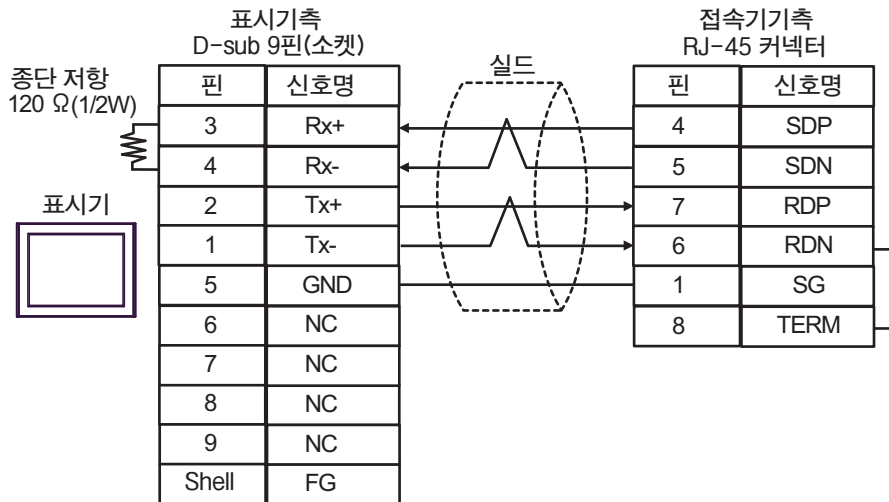 표시기측
D-sub 9핀(소켓)
접속기기측
RJ-45 커넥터
실드
종단 저항
120 Ω(1/2W)
표시기
핀 신호명
3 Rx+
4 Rx-
2 Tx+
1 Tx-
5 GND
6 NC
7 NC
8 NC
9 NC
Shell FG
핀 신호명
4 SDP
5 SDN
7 RDP
6 RDN
1 SG
8 TERM